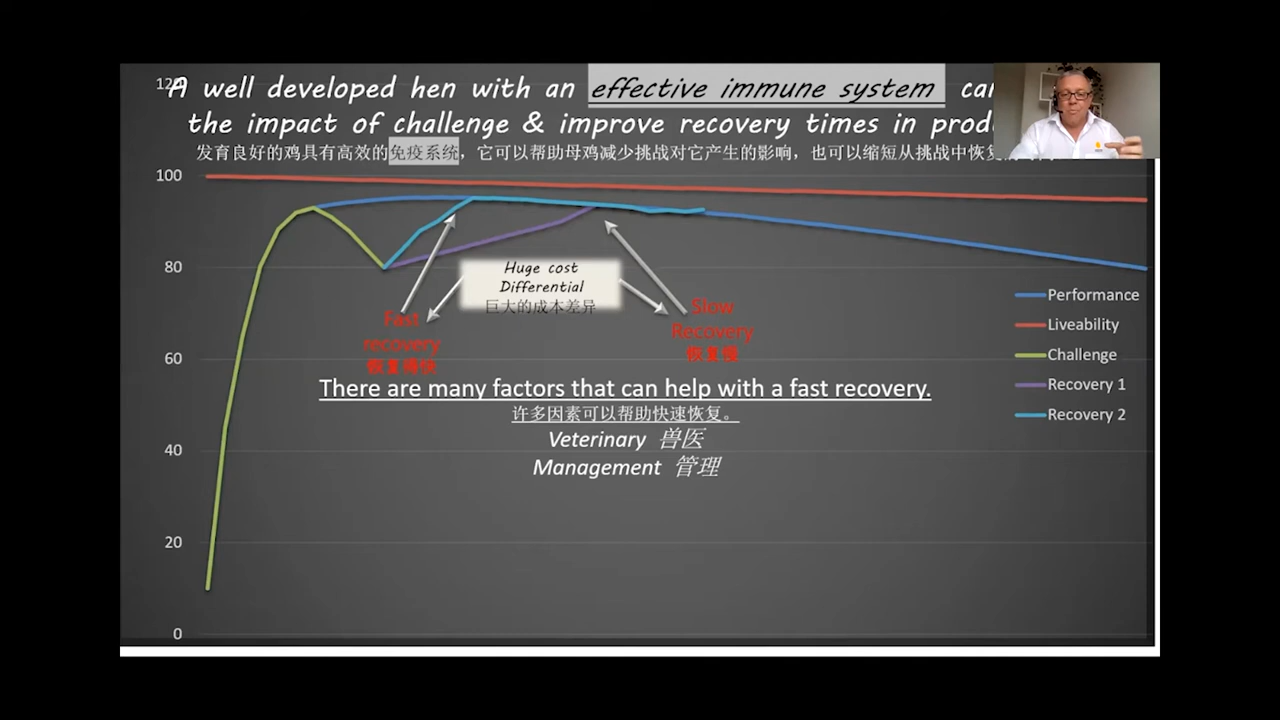 120
A well developed hen with an effective immune system can
the impact of challenge & improve recovery times in prod
发育良好的鸡具有高效的免疫系统，它可以帮助母鸡减少挑战对它产生的影响，也可以缩短从挑战中恢复
100
80
60
40
20
0
Huge cost
Differential
巨大的成本差异
Fast
recovery
恢复得快
Slow
Recovery
恢复慢
There are many factors that can help with a fast recovery.
许多因素可以帮助快速恢复。
Veterinary 兽医
Management 管理
Performance
Liveability
Challenge
Recovery 1
Recovery 2